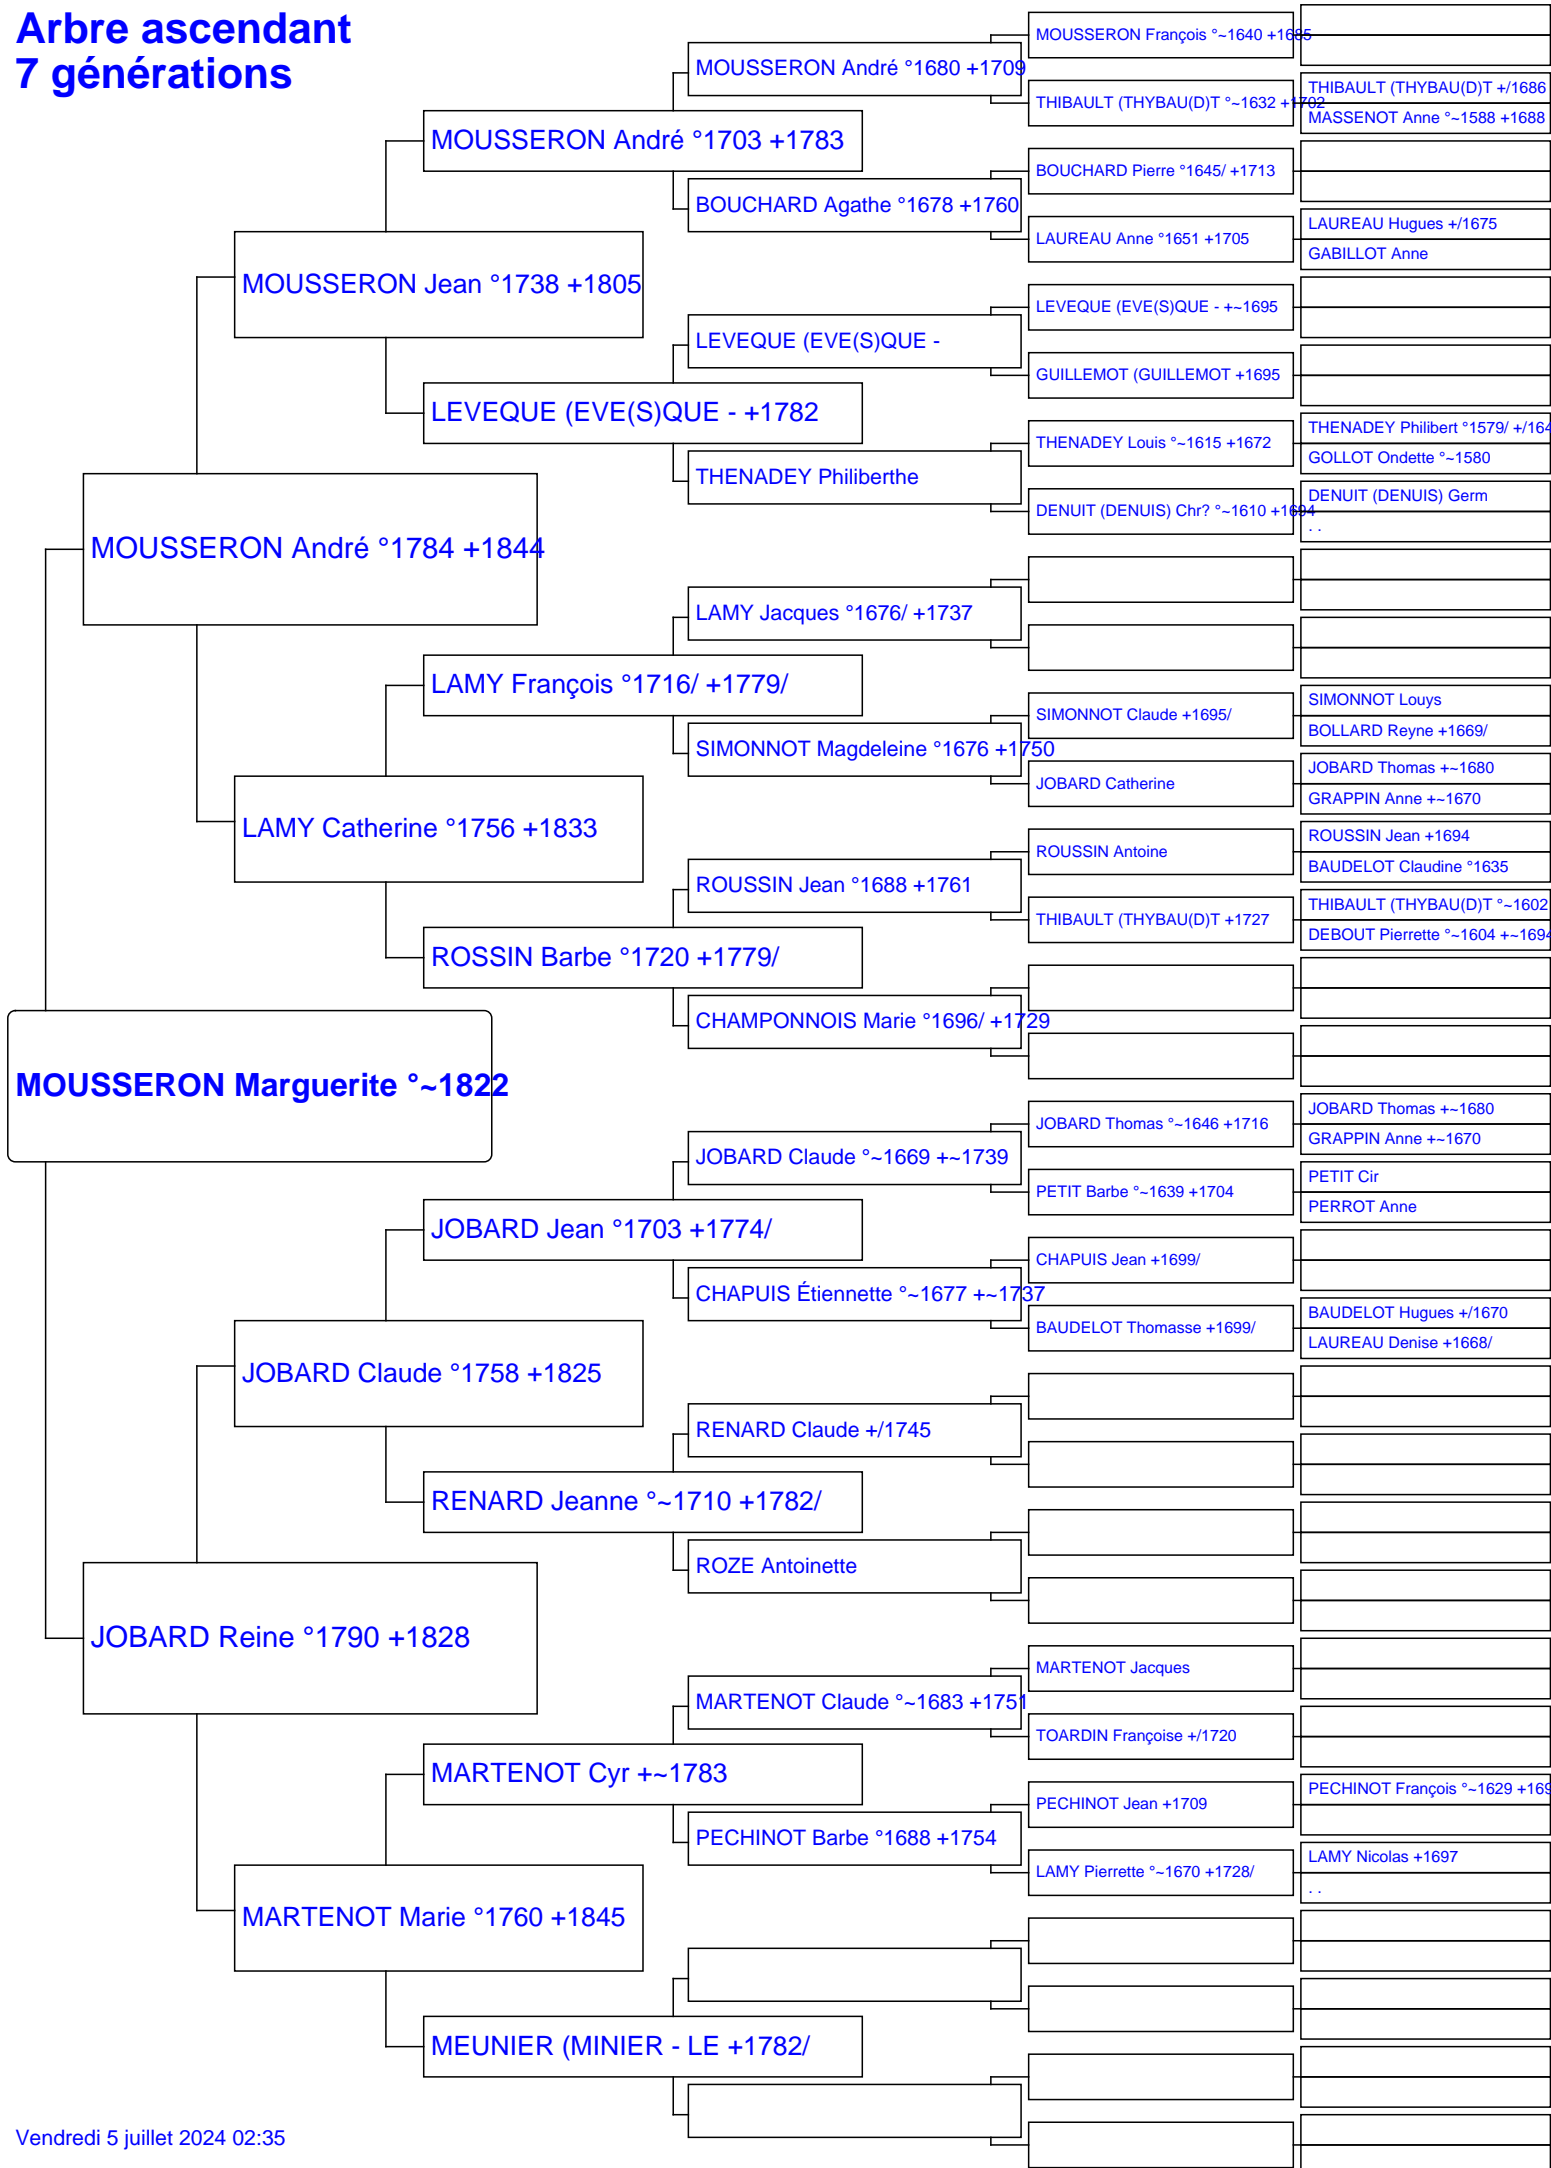 Arbre ascendant
7 générations
MOUSSERON Marguerite °~1822
MOUSSERON André °1784 +1844
JOBARD Reine °1790 +1828
MOUSSERON Jean °1738 +1805
LAMY Catherine °1756 +1833
JOBARD Claude °1758 +1825
MARTENOT Marie °1760 +1845
MOUSSERON André °1703 +1783
LEVEQUE (EVE(S)QUE - +1782
LAMY François °1716/ +1779/
ROSSIN Barbe °1720 +1779/
JOBARD Jean °1703 +1774/
RENARD Jeanne °~1710 +1782/
MARTENOT Cyr +~1783
MEUNIER (MINIER - LE +1782/
MOUSSERON André °1680 +1709
BOUCHARD Agathe °1678 +1760
LEVEQUE (EVE(S)QUE -
THENADEY Philiberthe
LAMY Jacques °1676/ +1737
SIMONNOT Magdeleine °1676 +1750
ROUSSIN Jean °1688 +1761
CHAMPONNOIS Marie °1696/ +1729
JOBARD Claude °~1669 +~1739
CHAPUIS Étiennette °~1677 +~1737
RENARD Claude +/1745
ROZE Antoinette
MARTENOT Claude °~1683 +1751
PECHINOT Barbe °1688 +1754
MOUSSERON François °~1640 +1685
THIBAULT (THYBAU(D)T °~1632 +1702
BOUCHARD Pierre °1645/ +1713
LAUREAU Anne °1651 +1705
LEVEQUE (EVE(S)QUE - +~1695
GUILLEMOT (GUILLEMOT +1695
THENADEY Louis °~1615 +1672
DENUIT (DENUIS) Chr? °~1610 +1694
SIMONNOT Claude +1695/
JOBARD Catherine
ROUSSIN Antoine
THIBAULT (THYBAU(D)T +1727
JOBARD Thomas °~1646 +1716
PETIT Barbe °~1639 +1704
CHAPUIS Jean +1699/
BAUDELOT Thomasse +1699/
MARTENOT Jacques
TOARDIN Françoise +/1720
PECHINOT Jean +1709
LAMY Pierrette °~1670 +1728/
THIBAULT (THYBAU(D)T +/1686
MASSENOT Anne °~1588 +1688
LAUREAU Hugues +/1675
GABILLOT Anne
THENADEY Philibert °1579/ +/164
GOLLOT Ondette °~1580
DENUIT (DENUIS) Germ
. .
SIMONNOT Louys
BOLLARD Reyne +1669/
JOBARD Thomas +~1680
GRAPPIN Anne +~1670
ROUSSIN Jean +1694
BAUDELOT Claudine °1635
THIBAULT (THYBAU(D)T °~1602
DEBOUT Pierrette °~1604 +~1694
JOBARD Thomas +~1680
GRAPPIN Anne +~1670
PETIT Cir
PERROT Anne
BAUDELOT Hugues +/1670
LAUREAU Denise +1668/
PECHINOT François °~1629 +169
LAMY Nicolas +1697
. .
Vendredi 5 juillet 2024 02:35